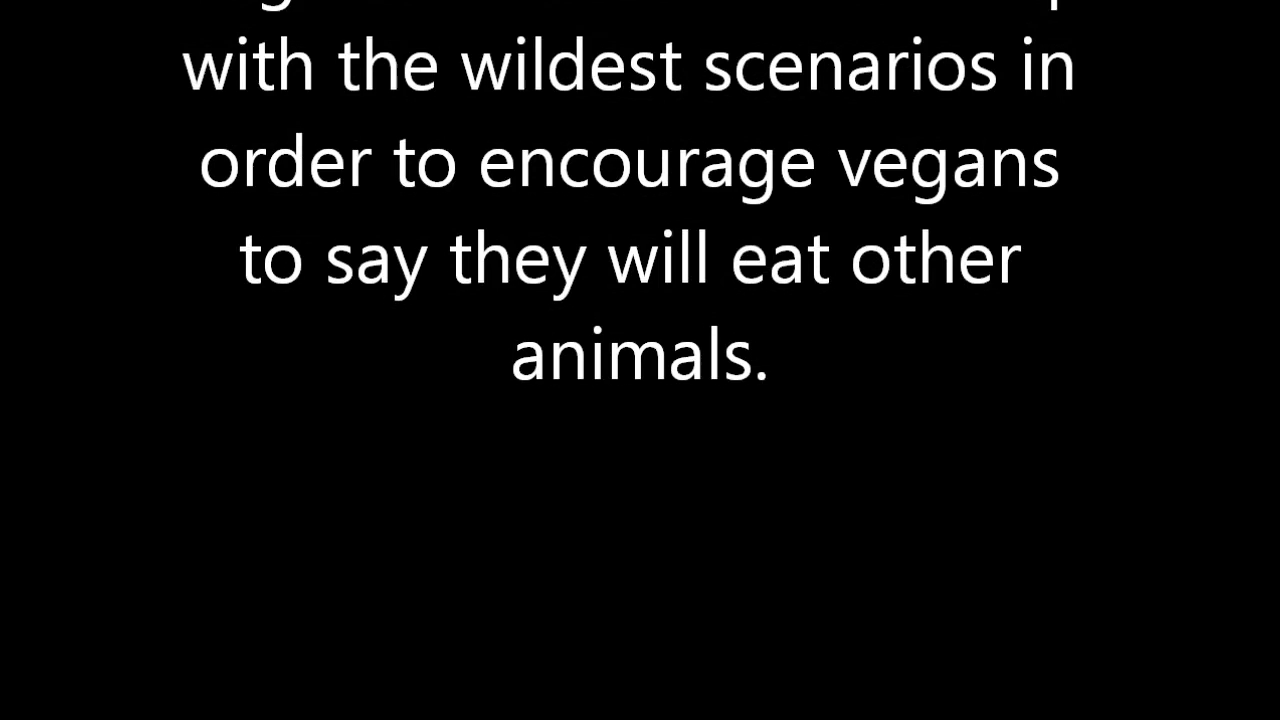 with the wildest scenarios in
order to encourage vegans
to say they will eat other
animals.